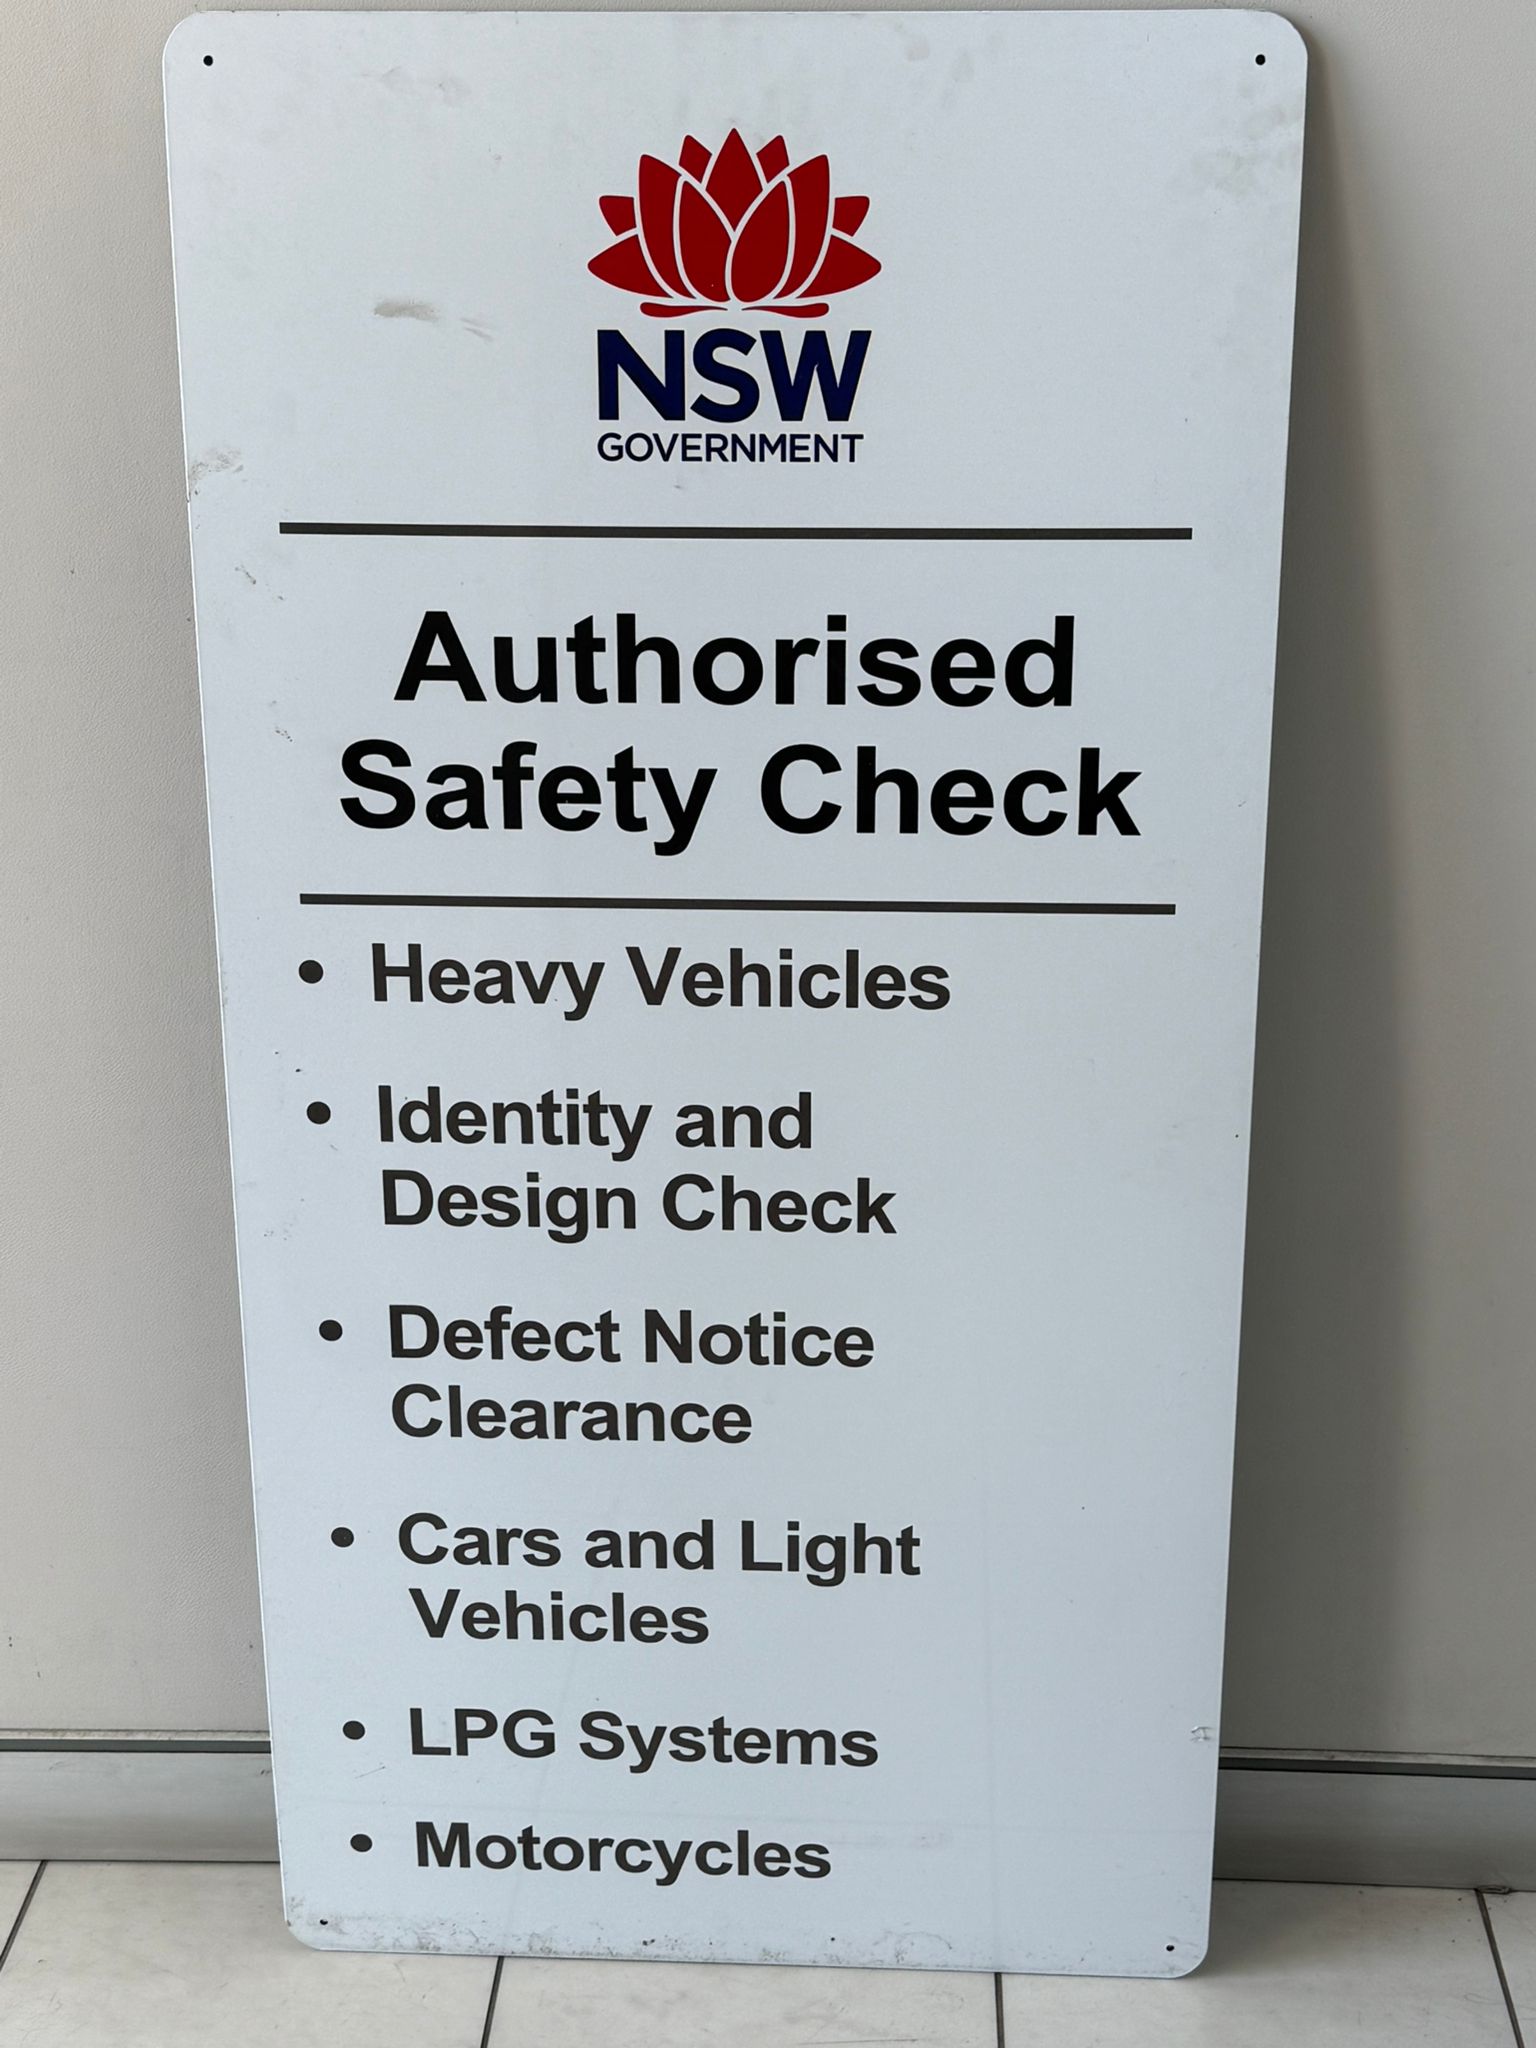 NSW
GOVERNMENT
Authorised
Safety Check
• Heavy Vehicles
• Identity and
Design Check
• Defect Notice
Clearance
• Cars and Light
Vehicles
• LPG Systems
• Motorcycles